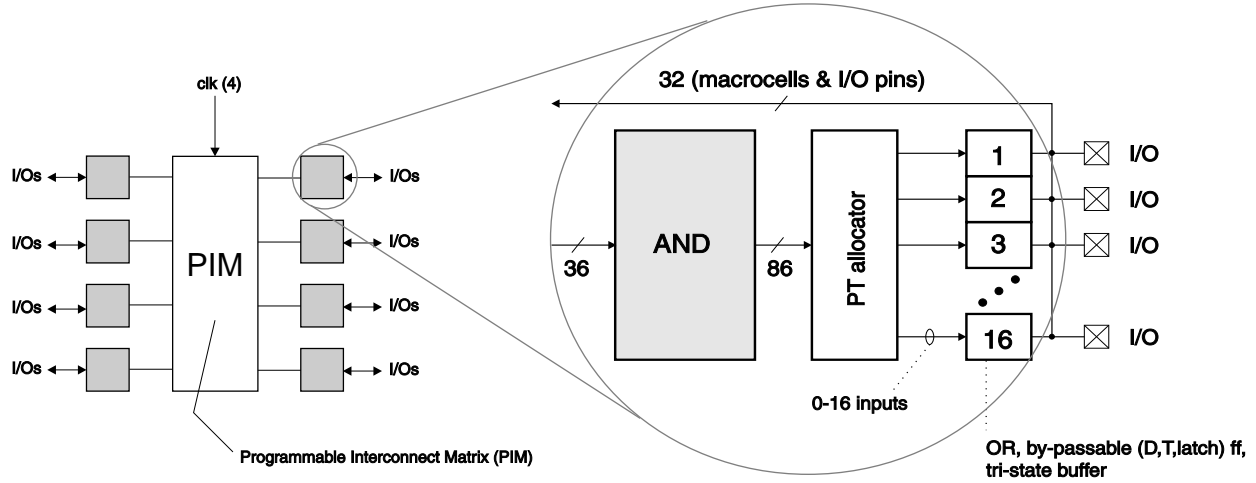 clk (4)
I/Os
I/Os
I/Os
I/Os
PIM
I/Os
I/Os
I/Os
I/Os
Programmable Interconnect Matrix (PIM)
32 (macrocells & I/O pins)
36
AND
86
PT allocator
1
2
3
16
I/O
I/O
I/O
I/O
0-16 inputs
OR, by-passable (D,T,latch) ff,
tri-state buffer